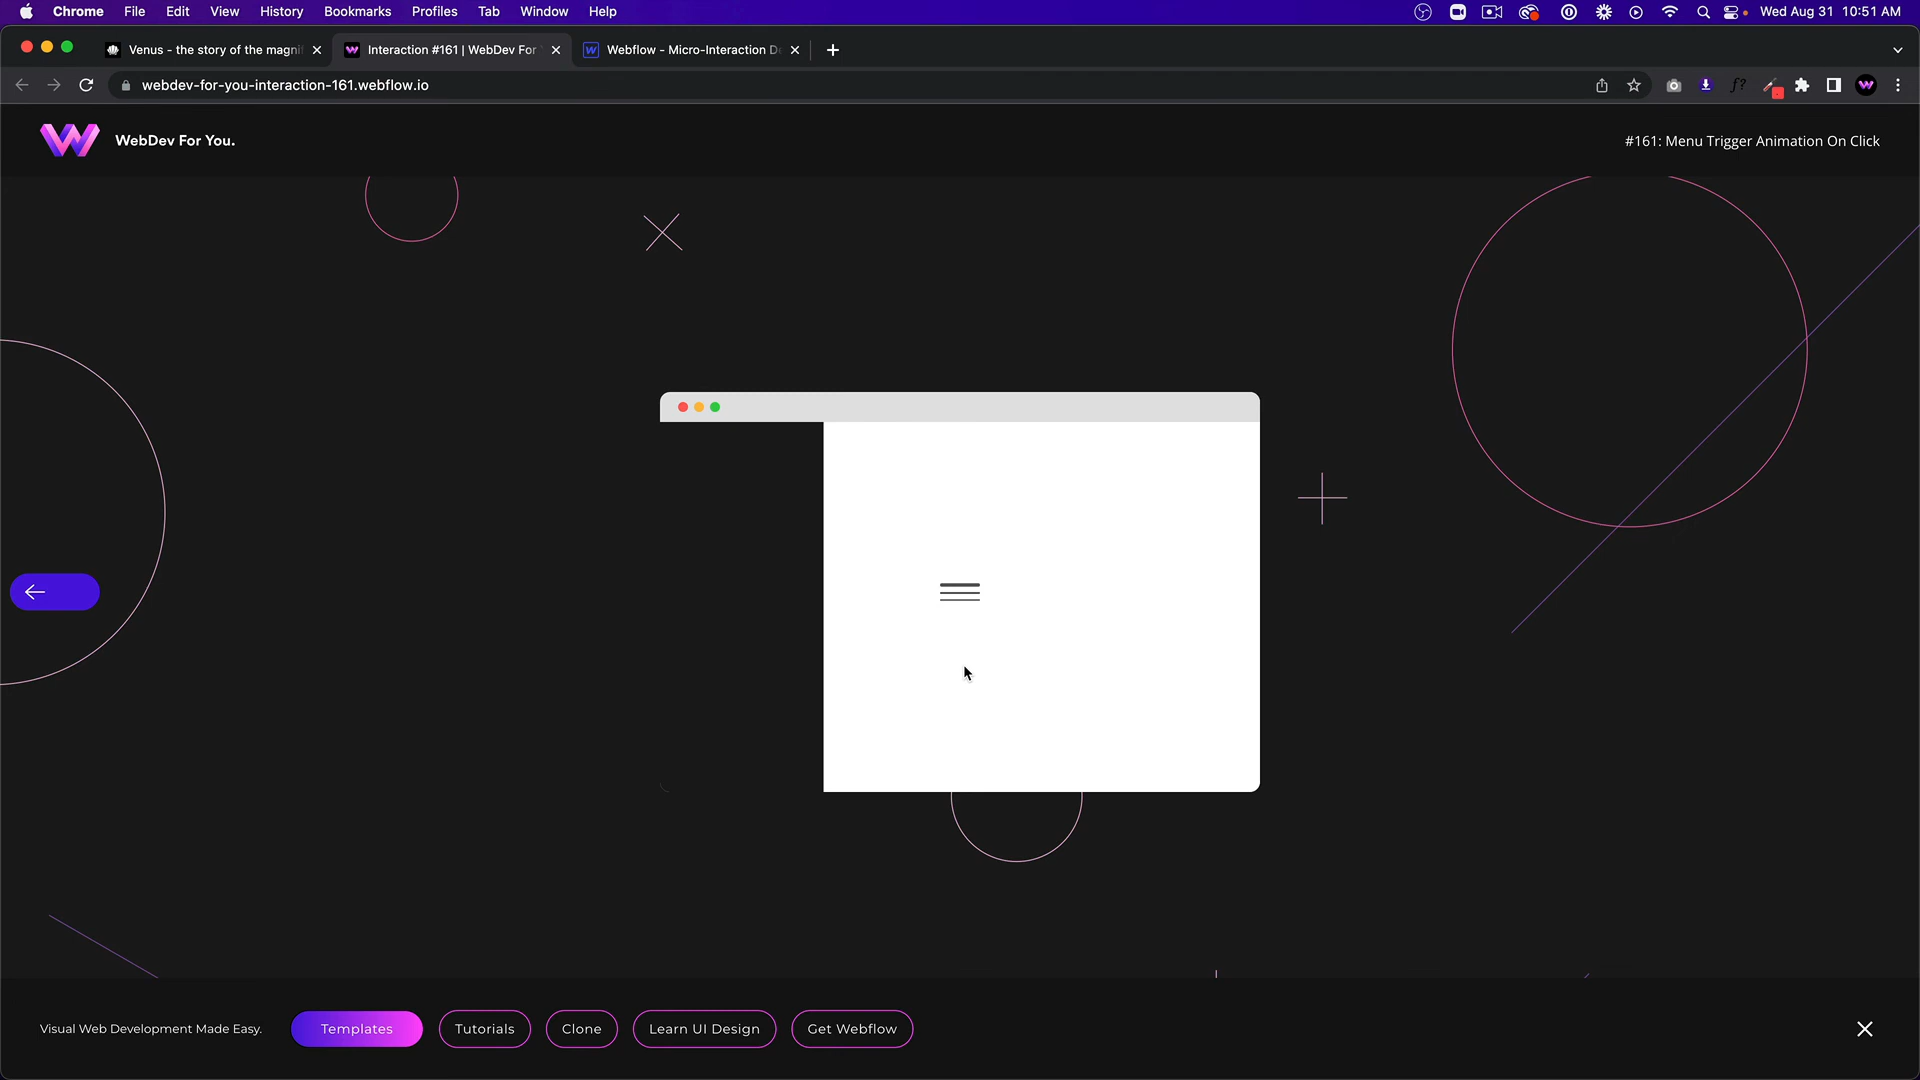 Chrome File Edit View History Bookmarks Profiles Tab Window Help Wed Aug 31 10:51 AM
Venus - the story of the magni Interaction #161 | WebDev For Webflow - Micro-Interaction D
webdev-for-you-interaction-161.webflow.io
WebDev For You.
#161: Menu Trigger Animation On Click
Visual Web Development Made Easy. Templates Tutorials Clone Learn UI Design Get Webflow